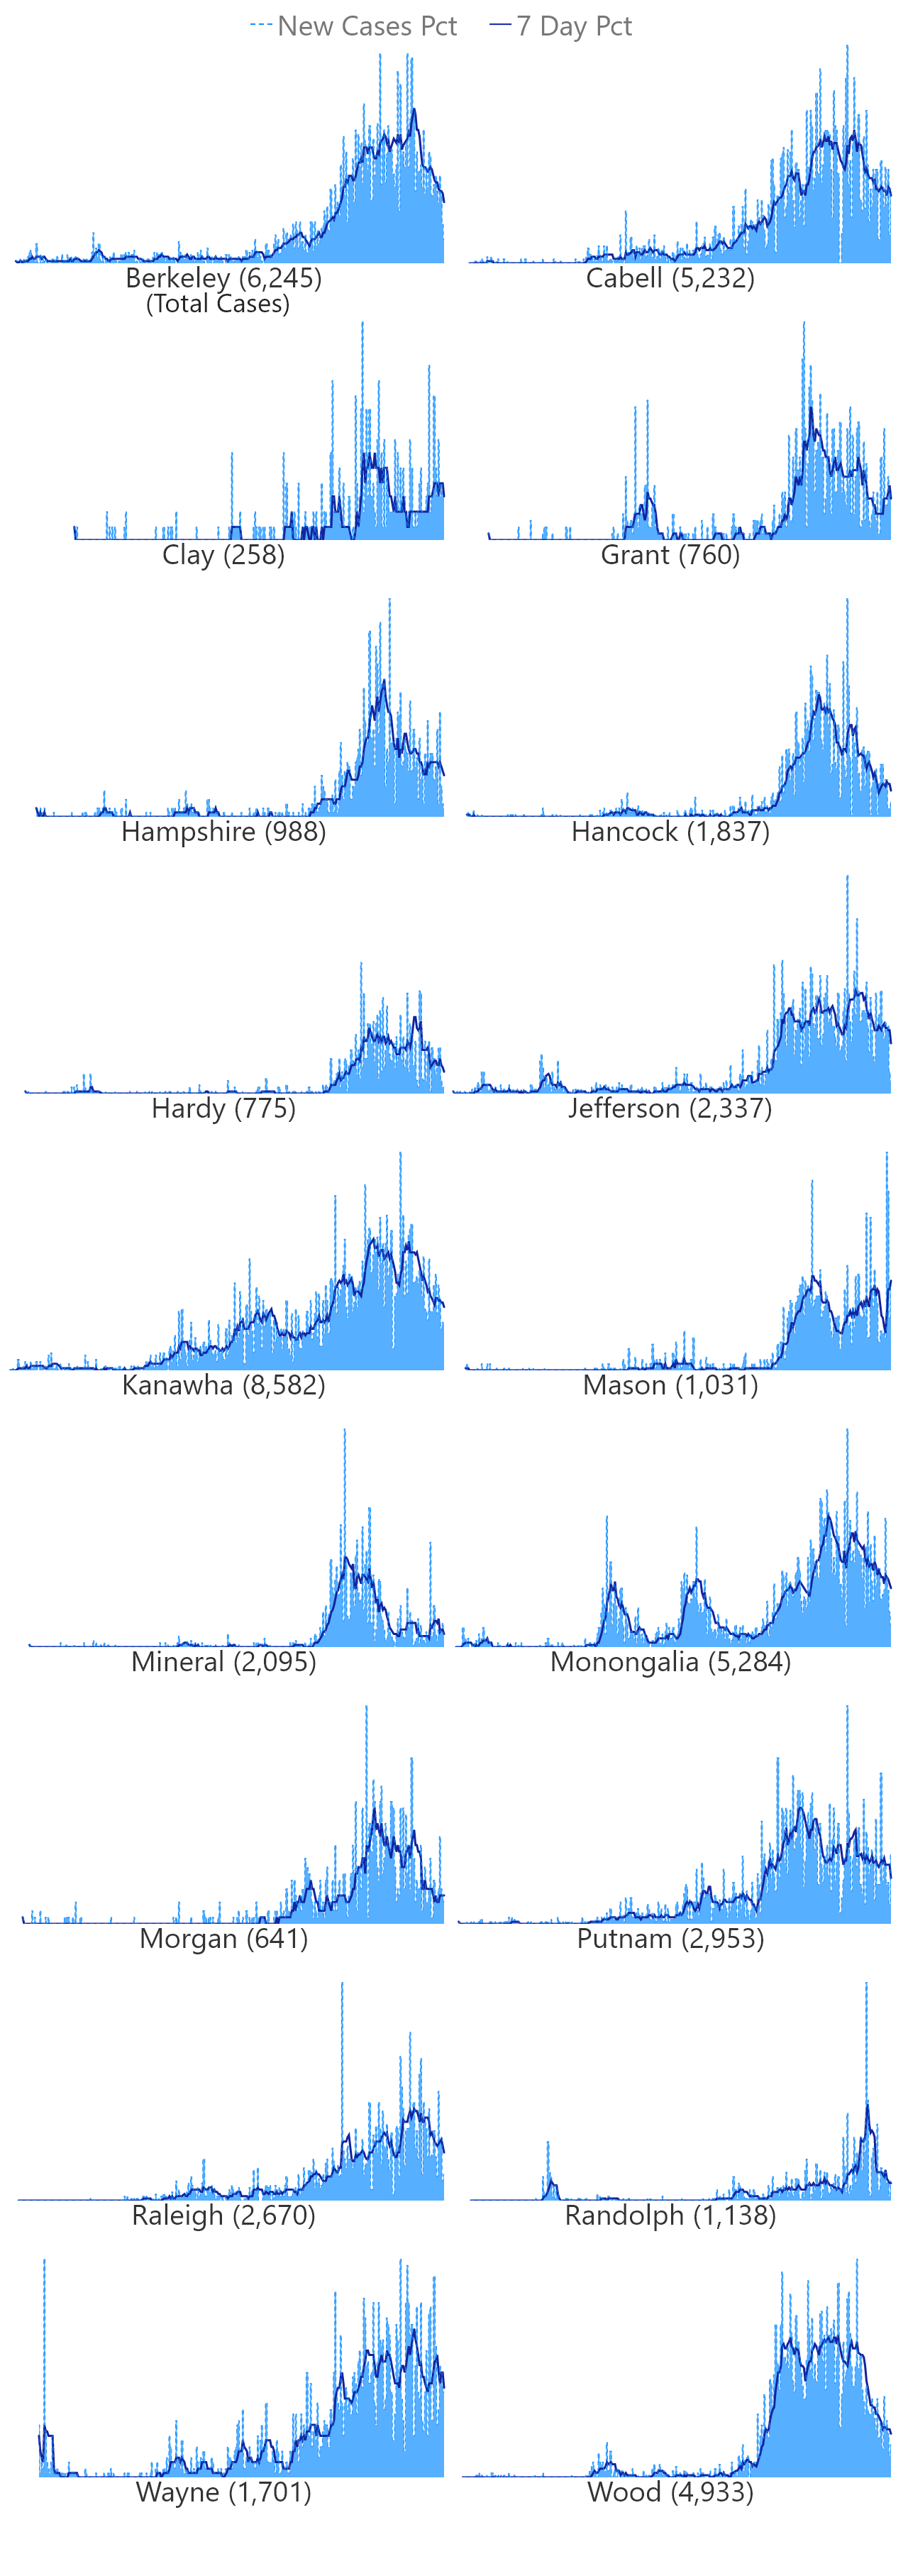 New Cases Pct 7 Day Pct
Berkeley (6,245) Cabell (5,232)
(Total Cases)
Clay (258) Grant (760)
Hampshire (988) Hancock (1,837)
Hardy (775) Jefferson (2,337)
Kanawha (8,582) Mason (1,031)
Mineral (2,095) Monongalia (5,284)
Morgan (641) Putnam (2,953)
Raleigh (2,670) Randolph (1,138)
Wayne (1,701) Wood (4,933)